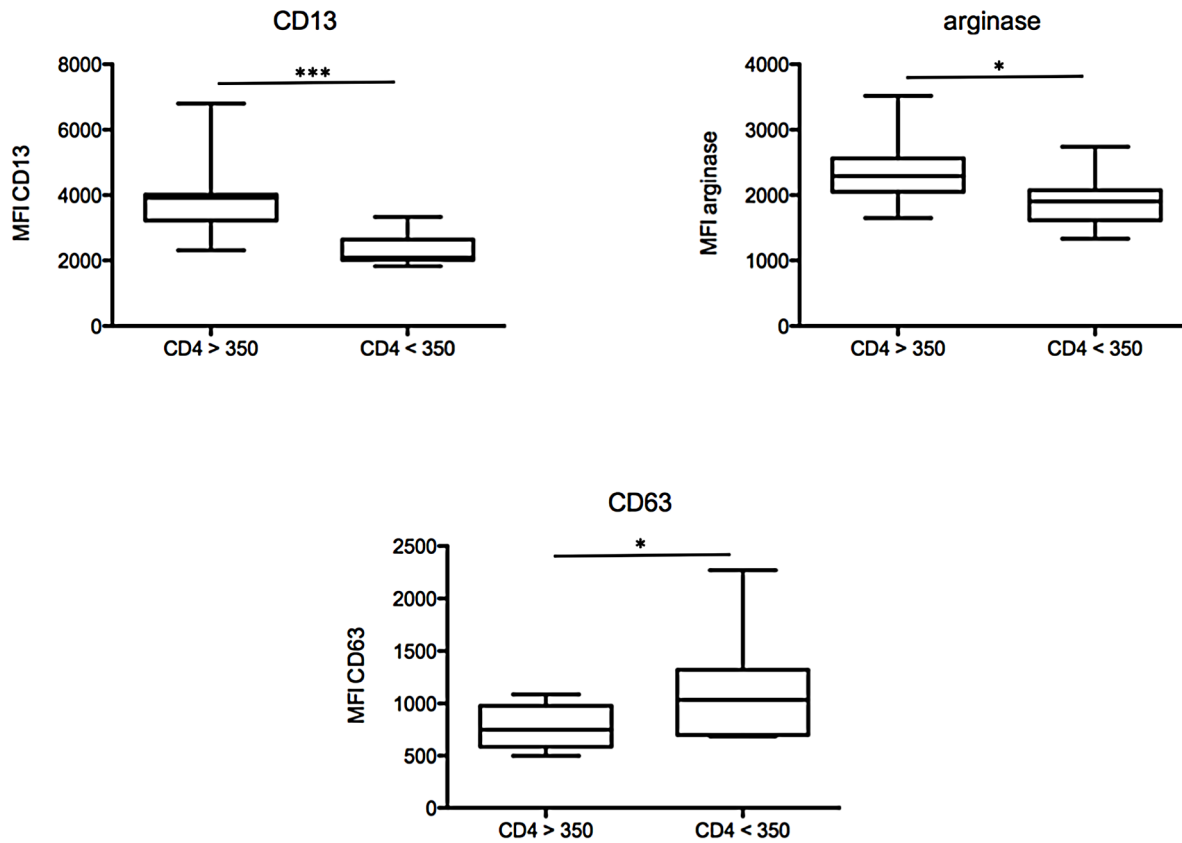 CD13
8000
6000
4000
2000
0
MFI CD13
***
CD4 > 350
CD4 < 350
arginase
4000
3000
2000
1000
0
MFI arginase
*
CD4 > 350
CD4 < 350
CD63
2500
2000
1500
1000
500
0
MFI CD63
*
CD4 > 350
CD4 < 350